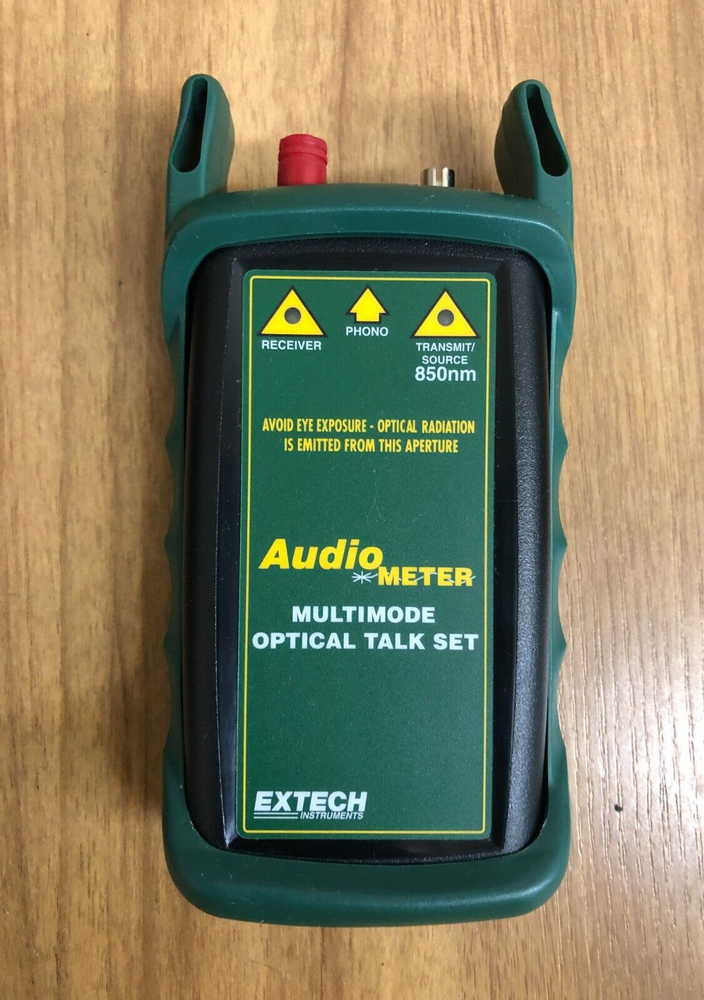 RECEIVER
PHONO
TRANSMIT/
SOURCE
850nm
AVOID EYE EXPOSURE - OPTICAL RADIATION
IS EMITTED FROM THIS APERTURE
Audio
METER
MULTIMODE
OPTICAL TALK SET
EXTECH
INSTRUMENTS